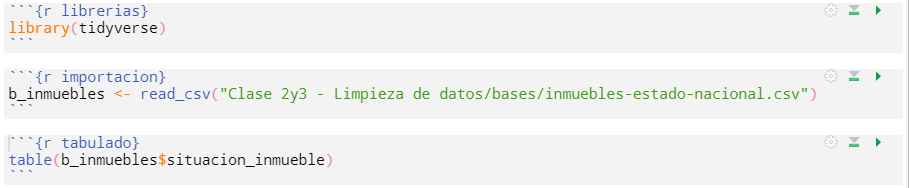 ```{r librerias}
library(tidyverse)
```
```{r importacion}
b_inmuebles <- read_csv("Clase 2y3 - Limpieza de datos/bases/inmuebles-estado-nacional.csv")
```
```{r tabulado}
table(b_inmuebles$situacion_inmueble)
```